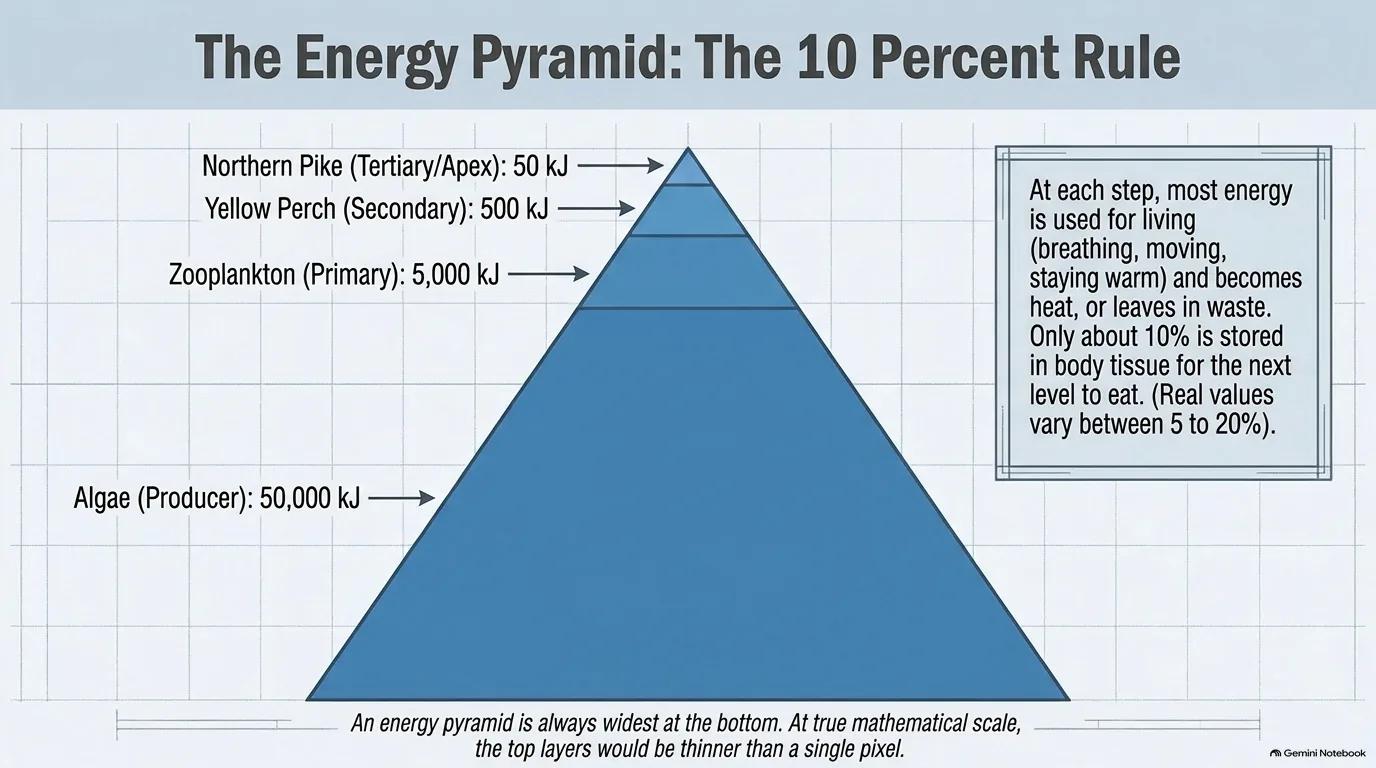 The Energy Pyramid: The 10 Percent Rule
Northern Pike (Tertiary/Apex): 50 kJ
Yellow Perch (Secondary): 500 kJ
Zooplankton (Primary): 5,000 kJ
Algae (Producer): 50,000 kJ
At each step, most energy
is used for living
(breathing, moving,
staying warm) and becomes
heat, or leaves in waste.
Only about 10% is stored
in body tissue for the next
level to eat. (Real values
vary between 5 to 20%).
An energy pyramid is always widest at the bottom. At true mathematical scale,
the top layers would be thinner than a single pixel.
Gemini Notebook